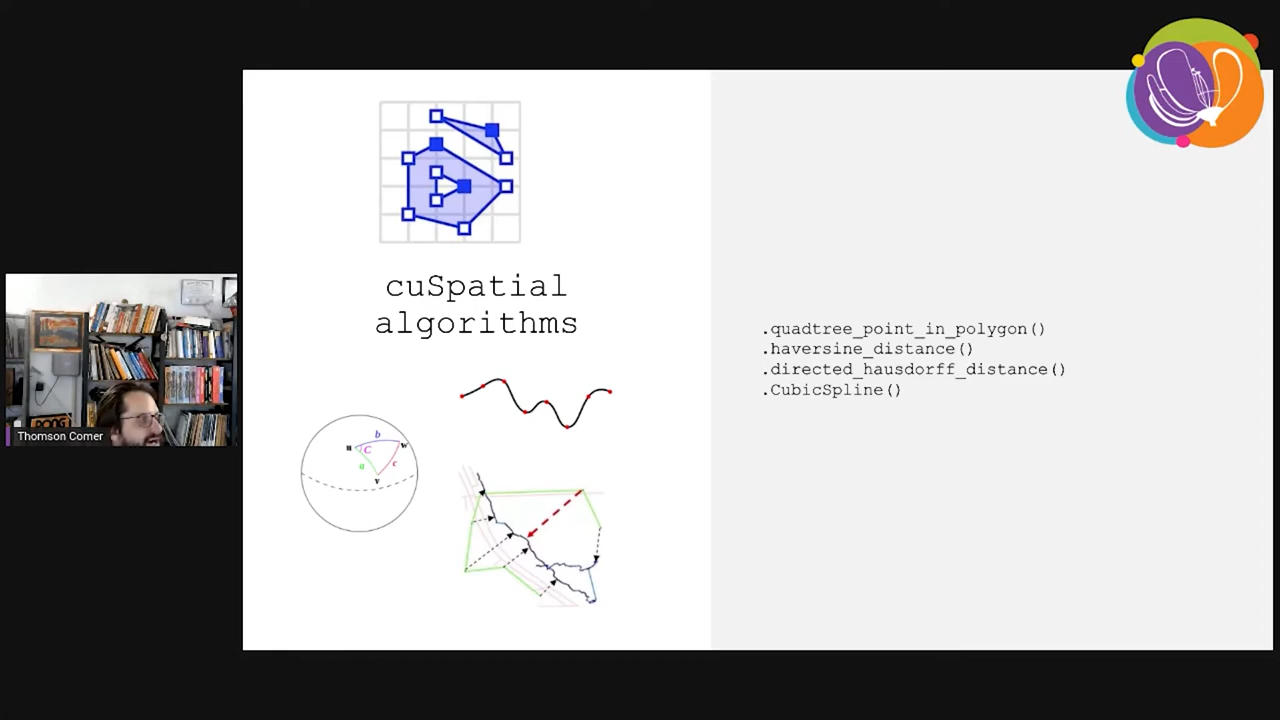 cuSpatial
algorithms
.quadtree_point_in_polygon()
.haversine_distance()
.directed_hausdorff_distance()
.CubicSpline()
b
u
C
w
a
c
v
Thomson Comer